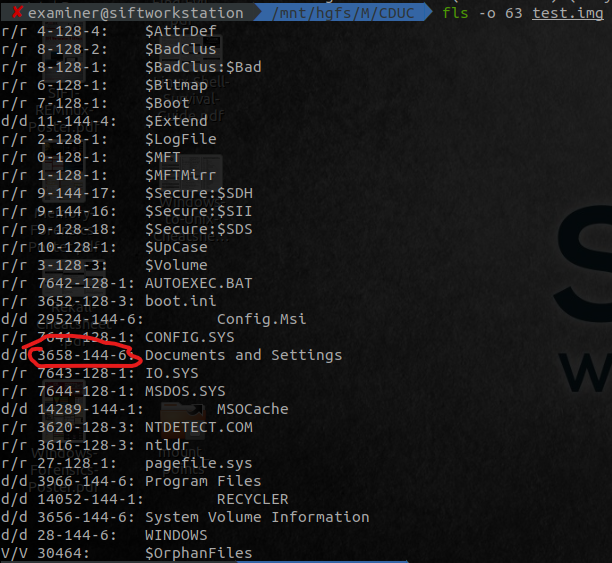 ✘ examiner@siftworkstation /mnt/hgfs/M/CDUC fls -o 63 test.img
r/r 4-128-4: $AttrDef
r/r 8-128-2: $BadClus
r/r 8-128-1: $BadClus:$Bad
r/r 6-128-1: $Bitmap
r/r 7-128-1: $Boot
d/d 11-144-4: $Extend
r/r 2-128-1: $LogFile
r/r 0-128-1: $MFT
r/r 1-128-1: $MFTMirr
r/r 9-144-17: $Secure:$SDH
r/r 9-144-16: $Secure:$SII
r/r 9-128-18: $Secure:$SDS
r/r 10-128-1: $UpCase
r/r 3-128-3: $Volume
r/r 7642-128-1: AUTOEXEC.BAT
r/r 3652-128-3: boot.ini
d/d 29524-144-6: Config.Msi
r/r 7641-128-1: CONFIG.SYS
d/d 3658-144-6: Documents and Settings
r/r 7643-128-1: IO.SYS
r/r 7644-128-1: MSDOS.SYS
d/d 14289-144-1: MSOCache
r/r 3620-128-3: NTDETECT.COM
r/r 3616-128-3: ntldr
r/r 27-128-1: pagefile.sys
d/d 3966-144-6: Program Files
d/d 14052-144-1: RECYCLER
d/d 3656-144-6: System Volume Information
d/d 28-144-6: WINDOWS
V/V 30464: $OrphanFiles